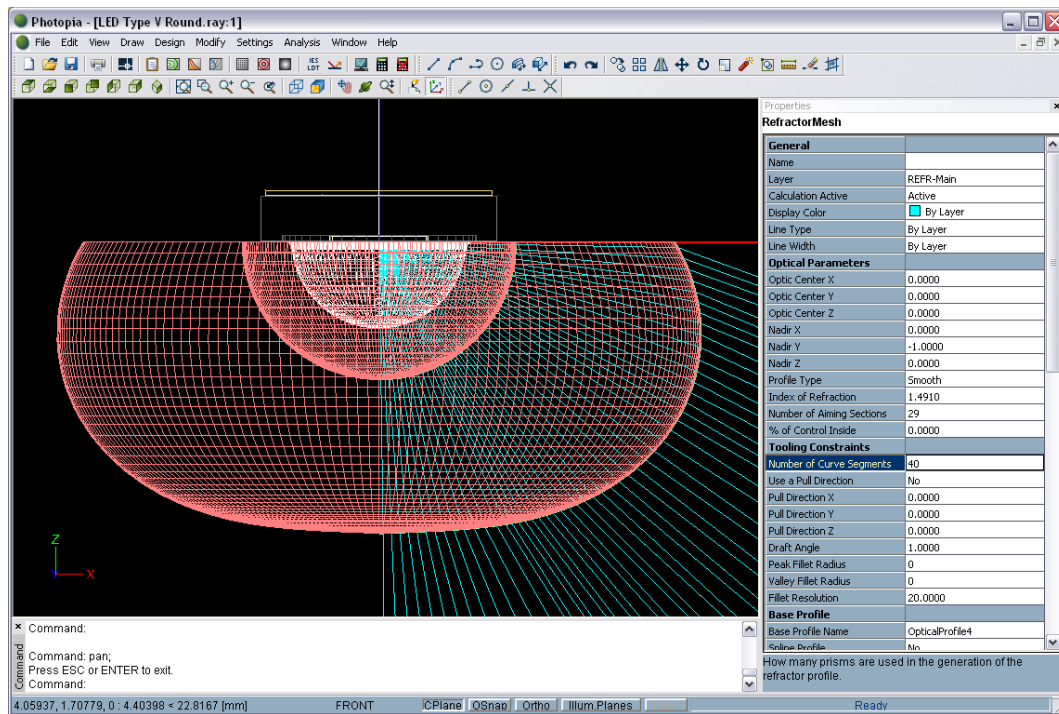 Photopia - [LED Type V Round.ray:1]
File Edit View Draw Design Modify Settings Analysis Window Help
IES
LDT
Properties
RefractorMesh
General
Name
Layer REFR-Main
Calculation Active Active
Display Color By Layer
Line Type By Layer
Line Width By Layer
Optical Parameters
Optic Center X 0.0000
Optic Center Y 0.0000
Optic Center Z 0.0000
Nadir X 0.0000
Nadir Y -1.0000
Nadir Z 0.0000
Profile Type Smooth
Index of Refraction 1.4910
Number of Aiming Sections 29
% of Control Inside 0.0000
Tooling Constraints
Number of Curve Segments 40
Use a Pull Direction No
Pull Direction X 0.0000
Pull Direction Y 0.0000
Pull Direction Z 0.0000
Draft Angle 1.0000
Peak Fillet Radius 0
Valley Fillet Radius 0
Fillet Resolution 20.0000
Base Profile
Base Profile Name OpticalProfile4
Spline Profile No
How many prisms are used in the generation of the
refractor profile.
Z
X
Command
Command:
Command: pan;
Press ESC or ENTER to exit.
Command:
4.05937, 1.70779, 0 : 4.40398 < 22.8167 [mm] FRONT CPlane OSnap Ortho Illum.Planes Ready